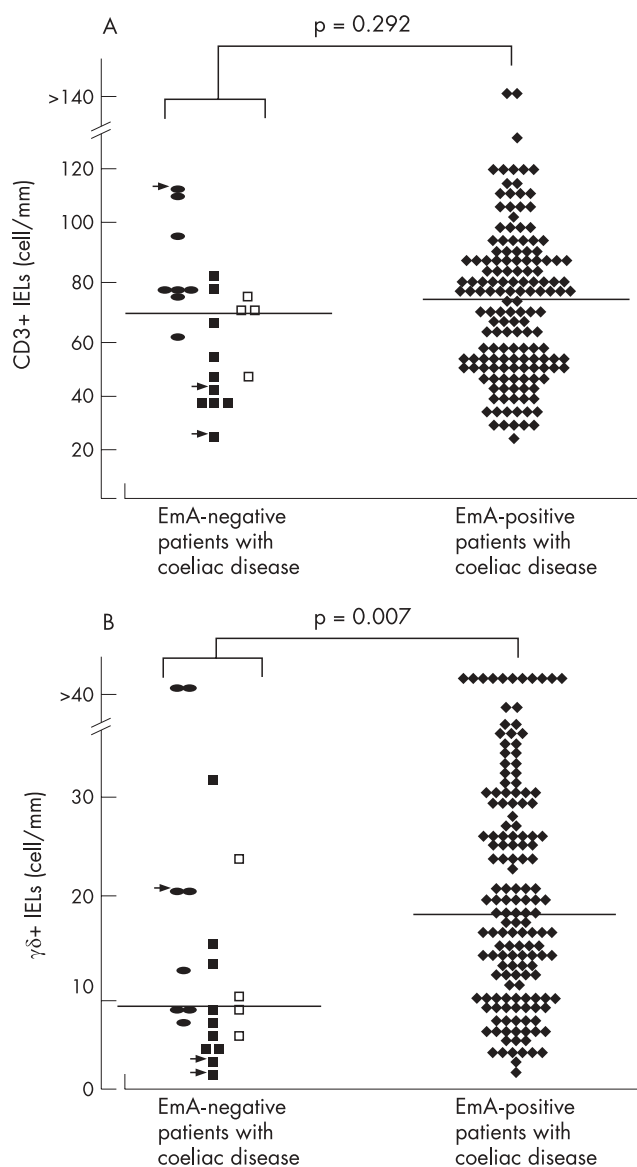 A
p = 0.292
>140
120
100
80
60
40
20
CD3+ IELs (cell/mm)
EmA-negative
patients with
coeliac disease
EmA-positive
patients with
coeliac disease
B
p = 0.007
>40
30
20
10
0
γδ+ IELs (cell/mm)
EmA-negative
patients with
coeliac disease
EmA-positive
patients with
coeliac disease